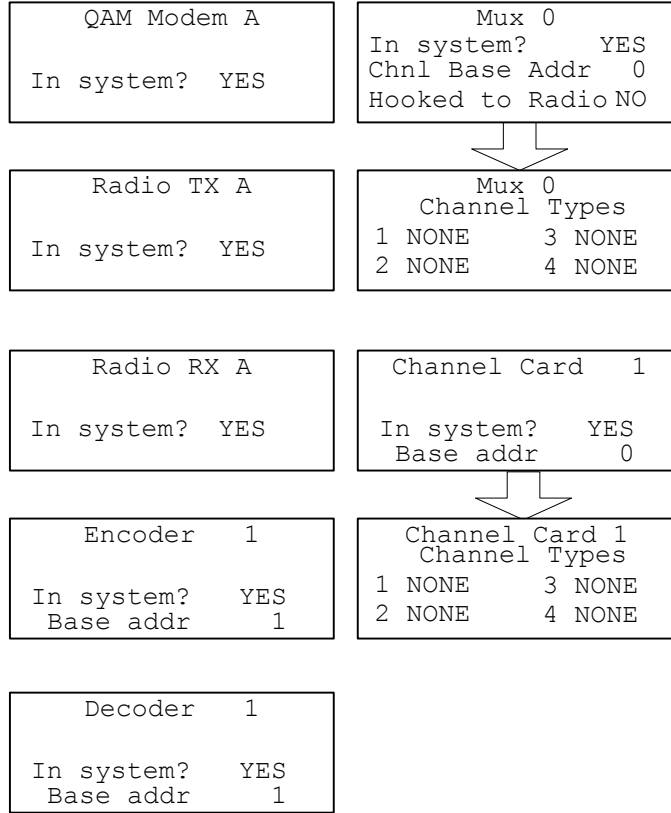 QAM Modem A
In system? YES
Mux 0
In system? YES
Chnl Base Addr 0
Hooked to Radio NO
Radio TX A
In system? YES
Mux 0
Channel Types
1 NONE 3 NONE
2 NONE 4 NONE
Radio RX A
In system? YES
Channel Card 1
In system? YES
Base addr 0
Encoder 1
In system? YES
Base addr 1
Channel Card 1
Channel Types
1 NONE 3 NONE
2 NONE 4 NONE
Decoder 1
In system? YES
Base addr 1